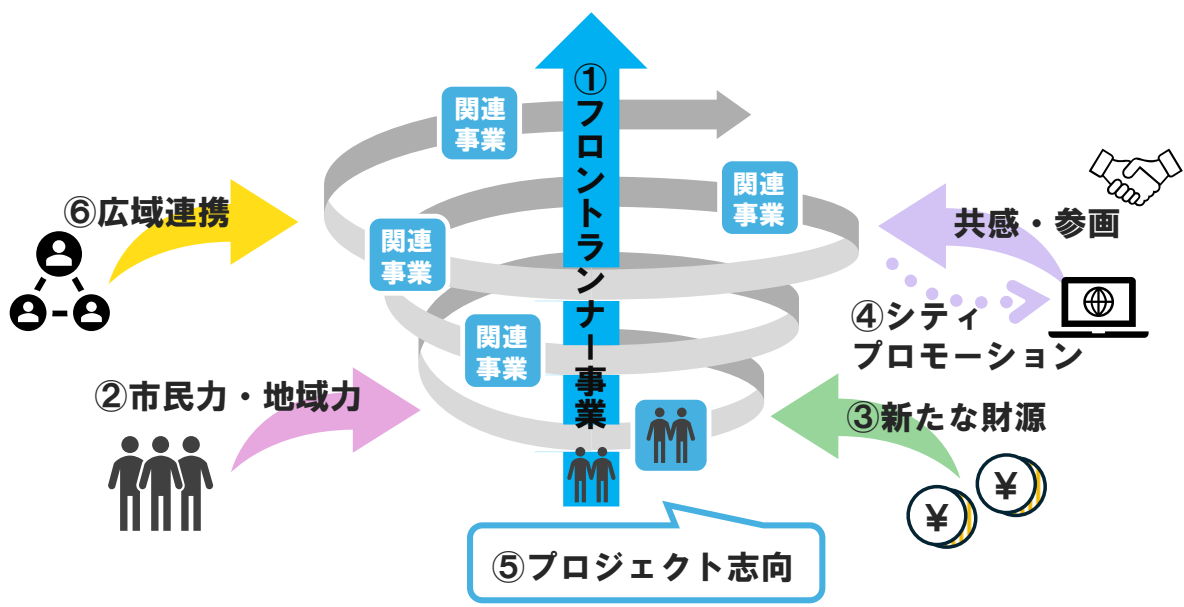 ①フロントランナー事業
関連
事業
関連
事業
関連
事業
関連
事業
⑥広域連携
共感・参画
④シティ
プロモーション
②市民力・地域力
③新たな財源
¥
¥
⑤プロジェクト志向